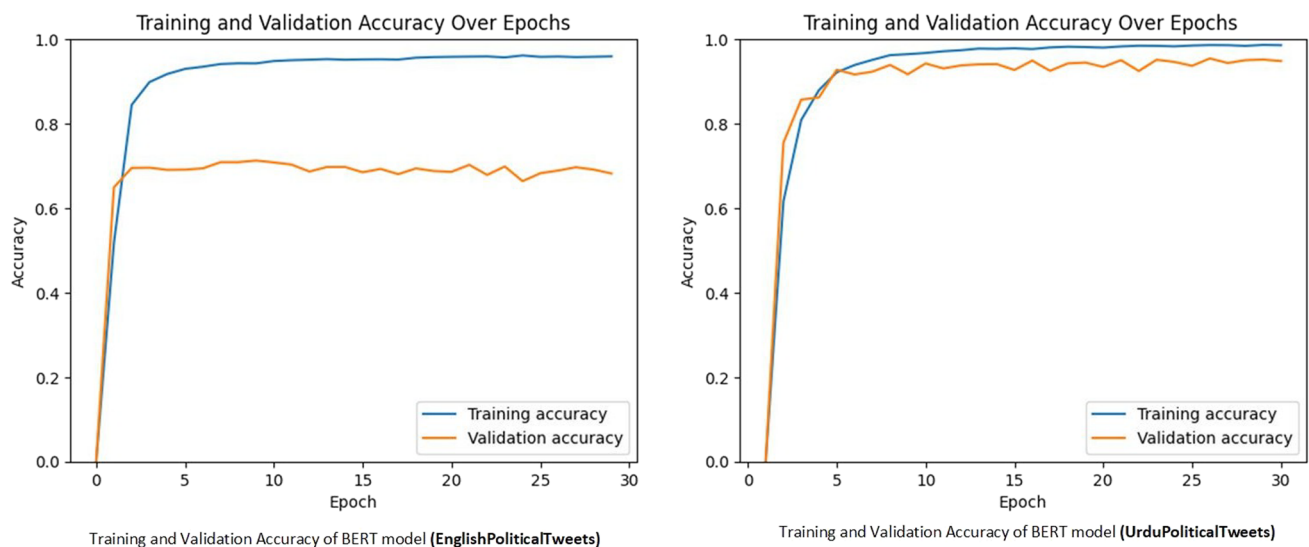 Training and Validation Accuracy Over Epochs
1.0
0.8
0.6
0.4
0.2
0.0
Accuracy
Training accuracy
Validation accuracy
0 5 10 15 20 25 30
Epoch
Training and Validation Accuracy of BERT model (EnglishPoliticalTweets)
Training and Validation Accuracy Over Epochs
1.0
0.8
0.6
0.4
0.2
0.0
Accuracy
Training accuracy
Validation accuracy
0 5 10 15 20 25 30
Epoch
Training and Validation Accuracy of BERT model (UrduPoliticalTweets)